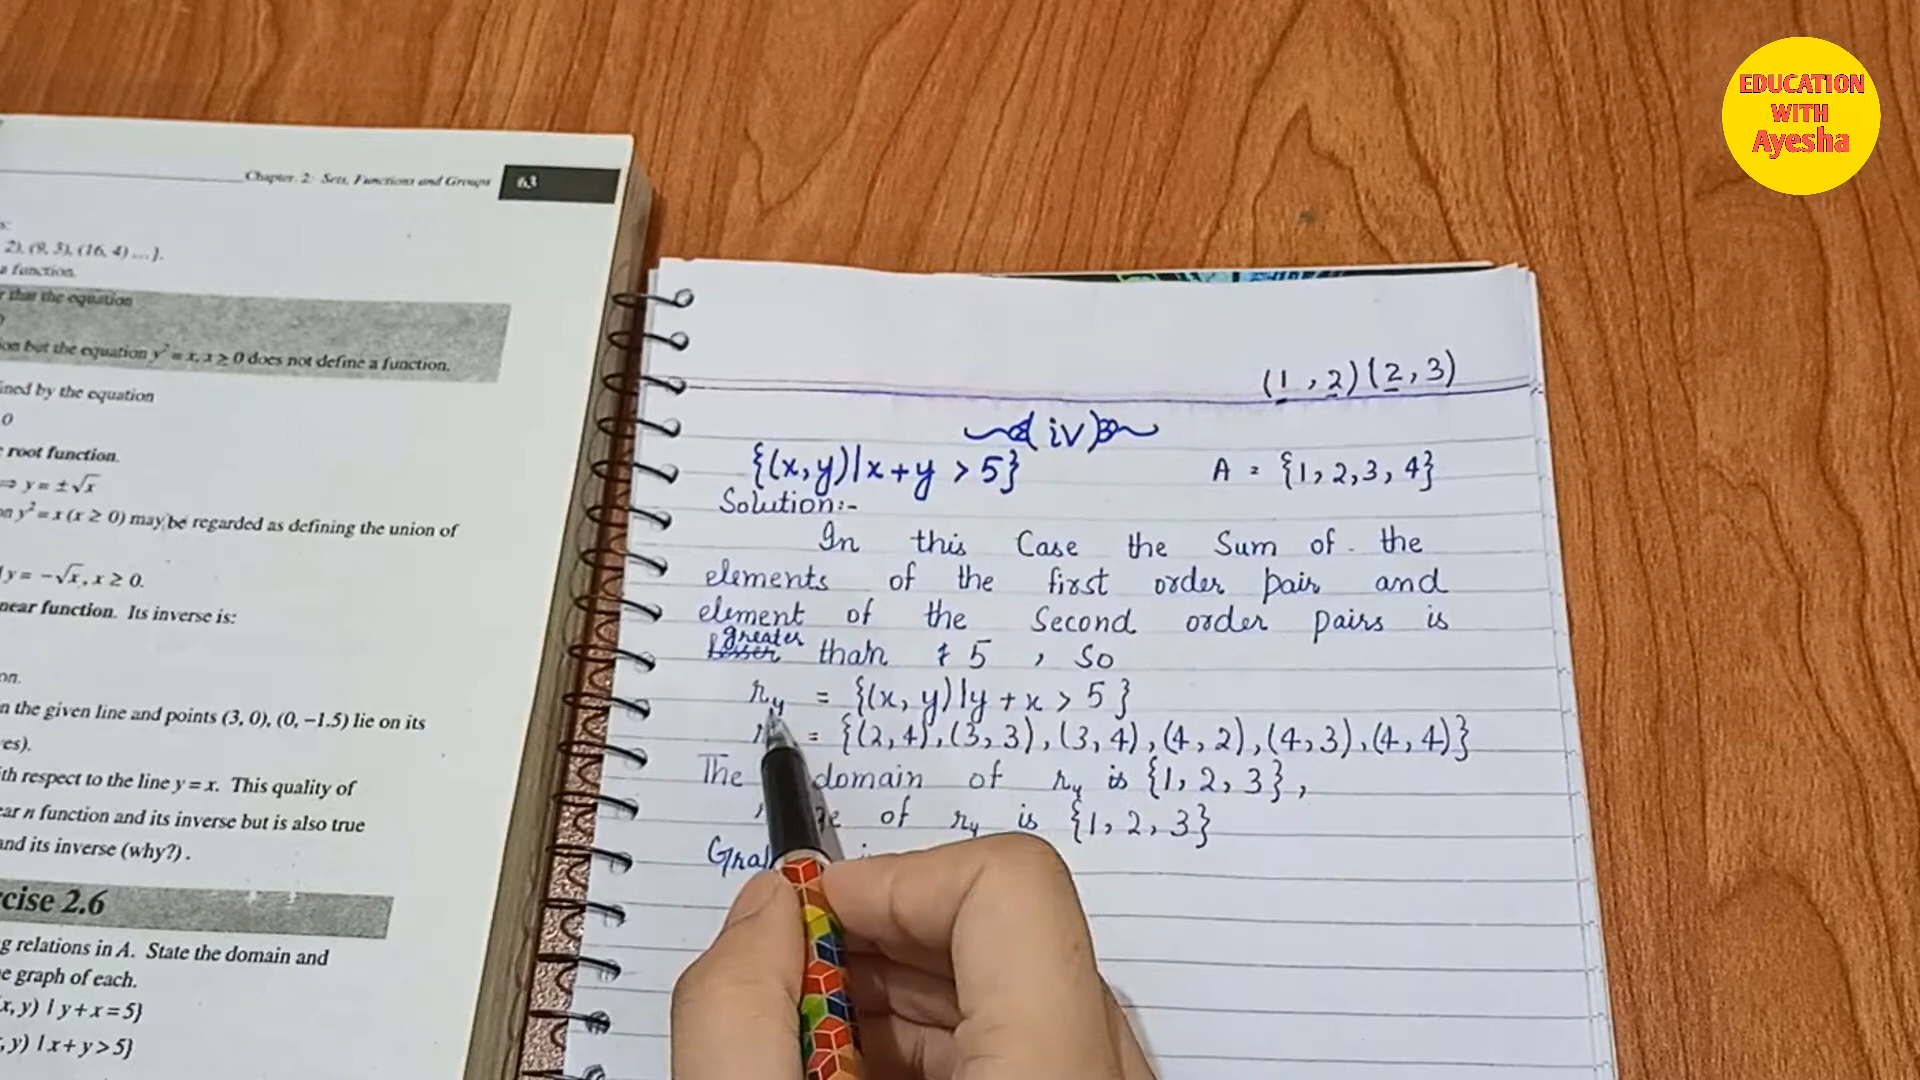 Chapter. 2: Sets, Functions and Groups 63
2), (9, 3), (16, 4) ...}.
a function.
that the equation
on but the equation y² = x, x ≥ 0 does not define a function.
ined by the equation
0
root function.
⇒ y = ±√x
on y² = x (x ≥ 0) may be regarded as defining the union of
y = −√x, x ≥ 0.
near function. Its inverse is:
on.
n the given line and points (3, 0), (0, −1.5) lie on its
es).
ith respect to the line y = x. This quality of
ear n function and its inverse but is also true
and its inverse (why?).
cise 2.6
g relations in A. State the domain and
e graph of each.
x, y) | y + x = 5}
, y) | x + y > 5}
(1, 2) (2, 3)
(iv)
{(x, y) | x + y > 5} A = {1, 2, 3, 4}
Solution:-
In this Case the Sum of the
elements of the first order pair and
element of the Second order pairs is
greater
lesser than 5, So
r₄ = {(x, y) | y + x > 5}
= {(2, 4), (3, 3), (3, 4), (4, 2), (4, 3), (4, 4)}
The domain of r₄ is {1, 2, 3},
of r₄ is {1, 2, 3}
EDUCATION
WITH
Ayesha